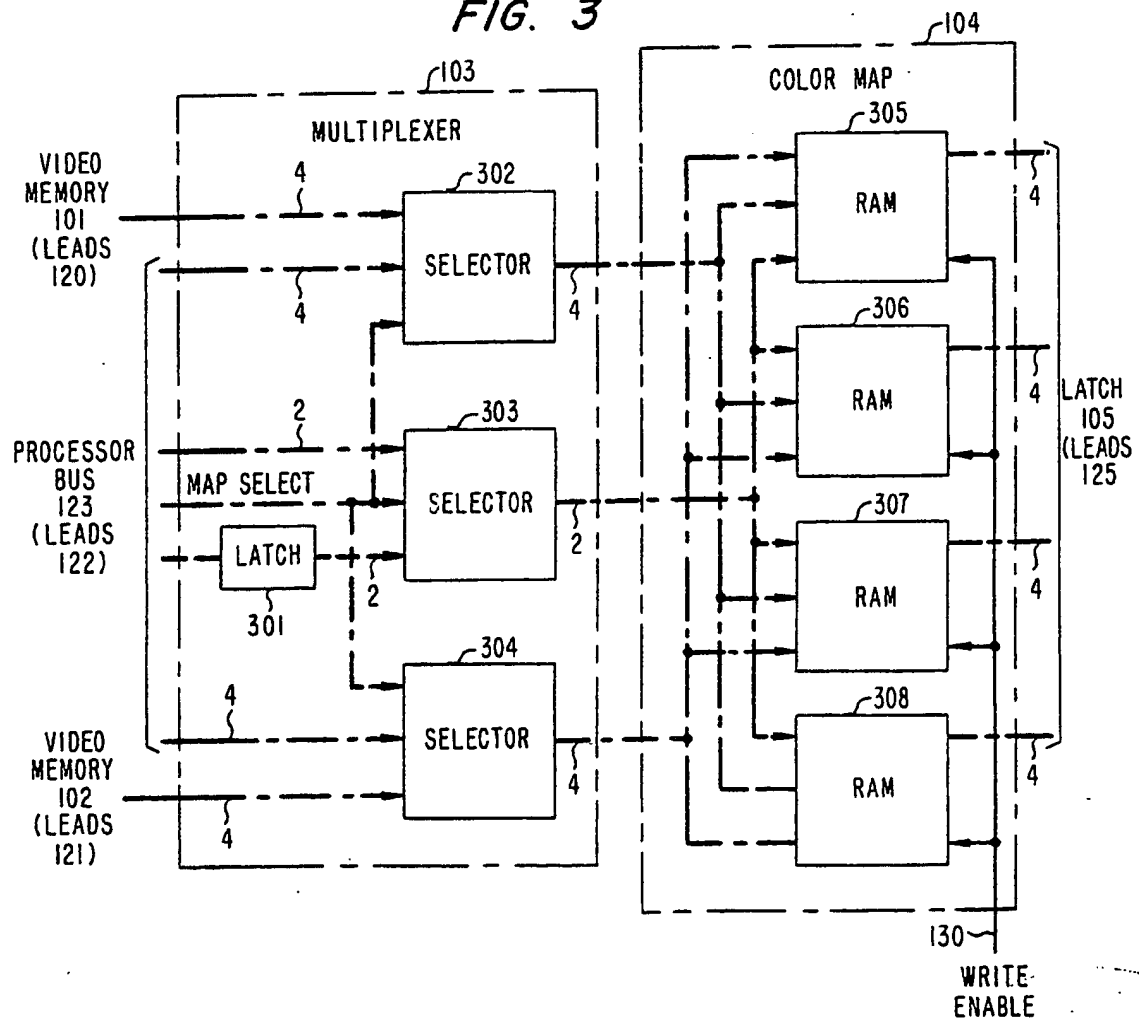 FIG. 3
103
MULTIPLEXER
VIDEO
MEMORY
101
(LEADS
120)
4
4
302
SELECTOR
4
PROCESSOR
BUS
123
(LEADS
122)
2
MAP SELECT
LATCH
301
2
303
SELECTOR
2
304
SELECTOR
4
4
VIDEO
MEMORY
102
(LEADS
121)
4
104
COLOR MAP
305
RAM
4
306
RAM
4
307
RAM
4
308
RAM
4
LATCH
105
(LEADS
125
130
WRITE
ENABLE